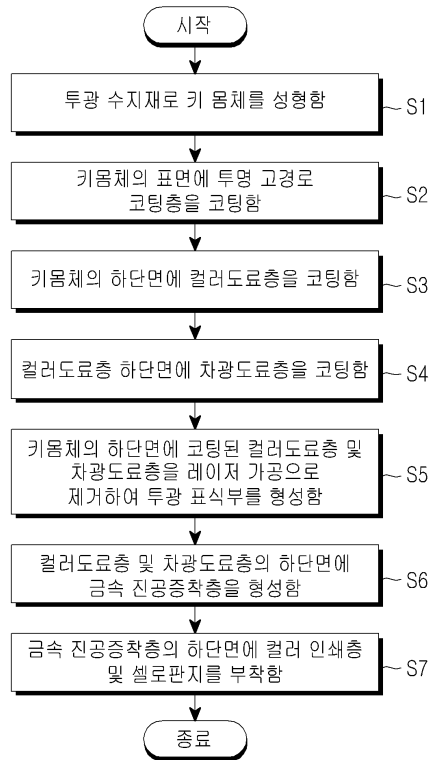 시작
투광 수지재로 키 몸체를 성형함
S1
키몸체의 표면에 투명 고경로
코팅층을 코팅함
S2
키몸체의 하단면에 컬러도료층을 코팅함
S3
컬러도료층 하단면에 차광도료층을 코팅함
S4
키몸체의 하단면에 코팅된 컬러도료층 및
차광도료층을 레이저 가공으로
제거하여 투광 표식부를 형성함
S5
컬러도료층 및 차광도료층의 하단면에
금속 진공증착층을 형성함
S6
금속 진공증착층의 하단면에 컬러 인쇄층
및 셀로판지를 부착함
S7
종료